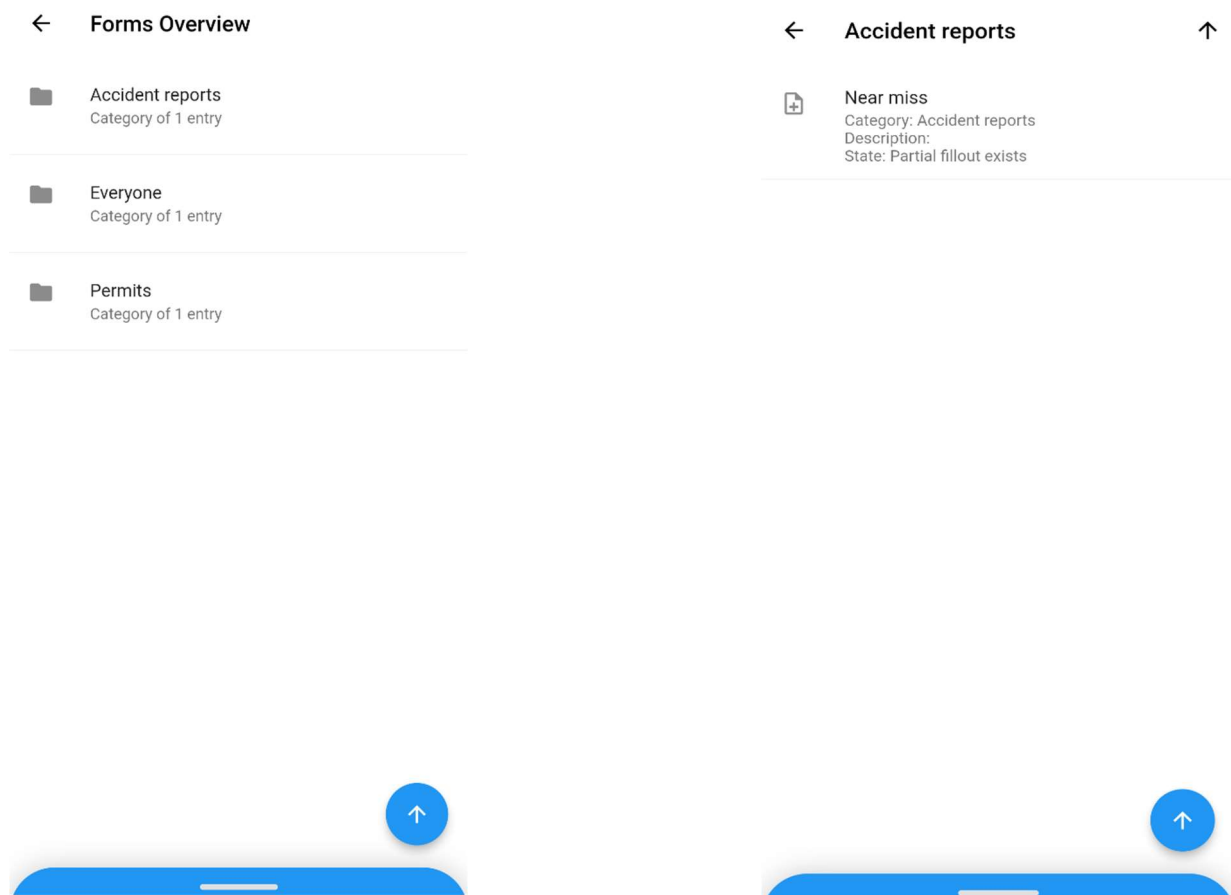 Forms Overview
Accident reports
Category of 1 entry
Everyone
Category of 1 entry
Permits
Category of 1 entry
Accident reports
Near miss
Category: Accident reports
Description:
State: Partial fillout exists